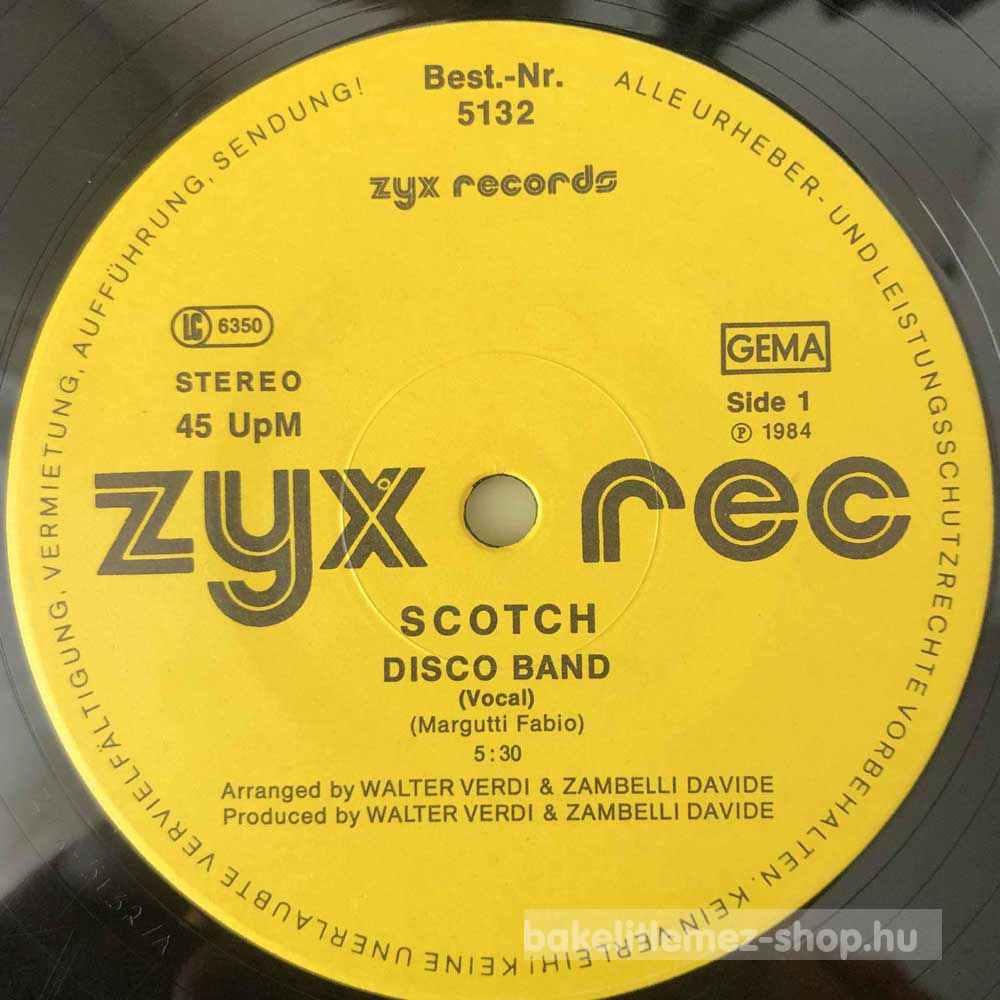 Best.-Nr.
5132
zyx records
LC 6350
STEREO
45 UpM
GEMA
Side 1
℗ 1984
zyx rec
SCOTCH
DISCO BAND
(Vocal)
(Margutti Fabio)
5:30
Arranged by WALTER VERDI & ZAMBELLI DAVIDE
Produced by WALTER VERDI & ZAMBELLI DAVIDE
ALLE URHEBER- UND LEISTUNGSSCHUTZRECHTE VORBEHALTEN. KEIN VERLEIH! KEINE UNERLAUBTE VERVIELFÄLTIGUNG, VERMIETUNG, AUFFÜHRUNG, SENDUNG!
bakelitlemez-shop.hu